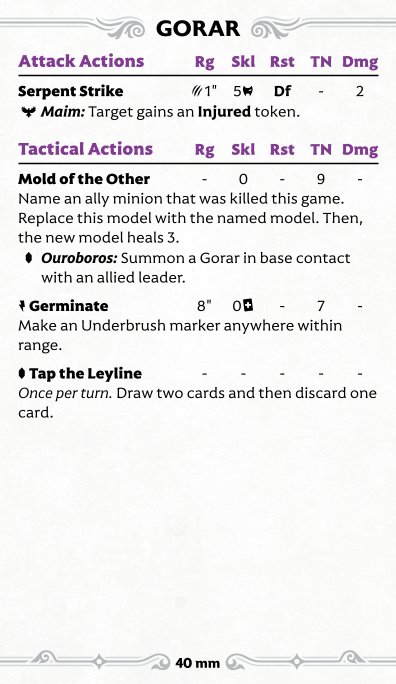 GORAR
Attack Actions Rg Skl Rst TN Dmg
Serpent Strike 1" 5 Df - 2
Maim: Target gains an Injured token.
Tactical Actions Rg Skl Rst TN Dmg
Mold of the Other - 0 - 9 -
Name an ally minion that was killed this game.
Replace this model with the named model. Then,
the new model heals 3.
Ouroboros: Summon a Gorar in base contact
with an allied leader.
Germinate 8" 0 - 7 -
Make an Underbrush marker anywhere within
range.
Tap the Leyline - - - - -
Once per turn. Draw two cards and then discard one
card.
40 mm